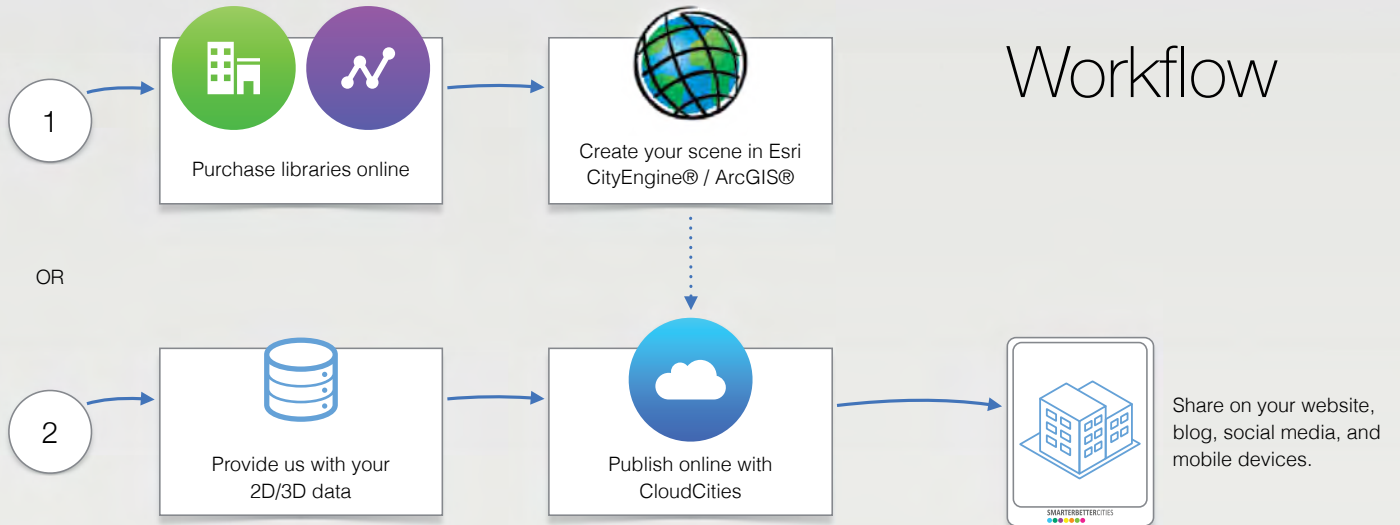 Workflow
1
Purchase libraries online
Create your scene in Esri
CityEngine® / ArcGIS®
OR
2
Provide us with your
2D/3D data
Publish online with
CloudCities
Share on your website,
blog, social media, and
mobile devices.
SMARTERBETTERCITIES